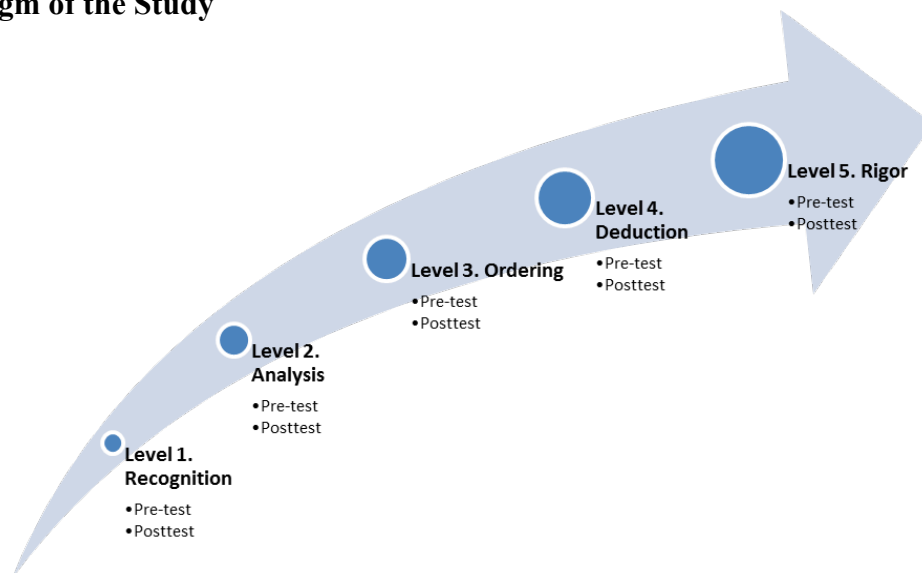 gm of the Study
Level 5. Rigor
•Pre-test
•Posttest
Level 4.
Deduction
•Pre-test
•Posttest
Level 3. Ordering
•Pre-test
•Posttest
Level 2.
Analysis
•Pre-test
•Posttest
Level 1.
Recognition
•Pre-test
•Posttest